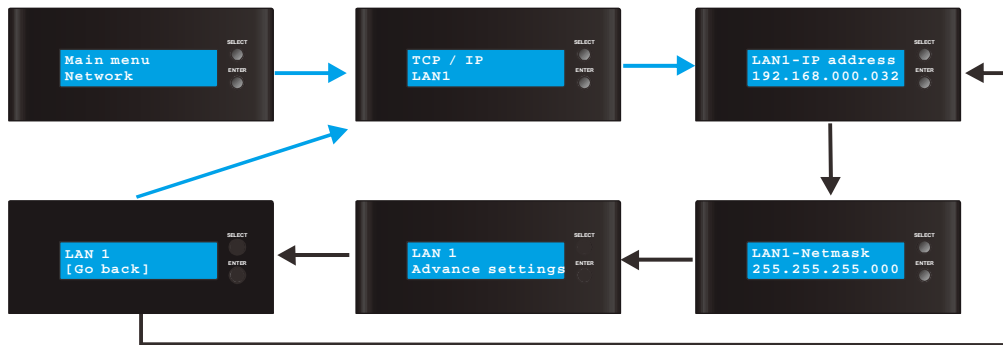 SELECT
Main menu
Network
ENTER
SELECT
TCP / IP
LAN1
ENTER
SELECT
LAN1-IP address
192.168.000.032
ENTER
SELECT
LAN 1
[Go back]
ENTER
SELECT
LAN 1
Advance settings
ENTER
SELECT
LAN1-Netmask
255.255.255.000
ENTER